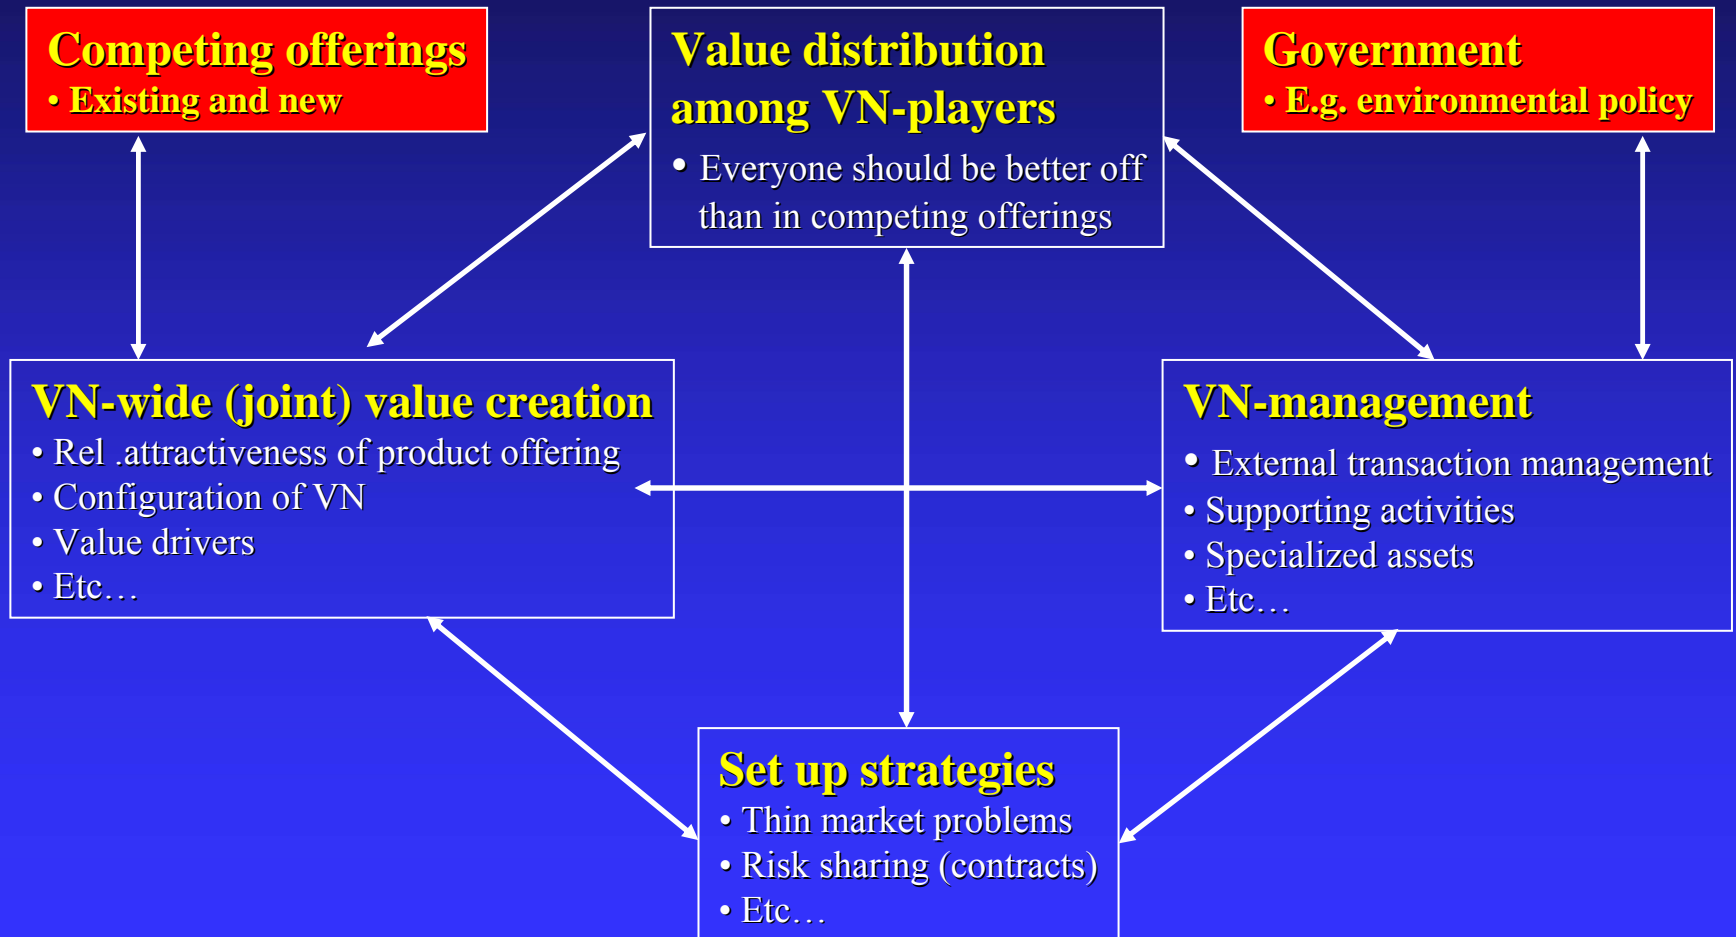 Competing offerings
• Existing and new
Value distribution
among VN-players
• Everyone should be better off
than in competing offerings
Government
• E.g. environmental policy
VN-wide (joint) value creation
• Rel .attractiveness of product offering
• Configuration of VN
• Value drivers
• Etc…
VN-management
• External transaction management
• Supporting activities
• Specialized assets
• Etc…
Set up strategies
• Thin market problems
• Risk sharing (contracts)
• Etc…